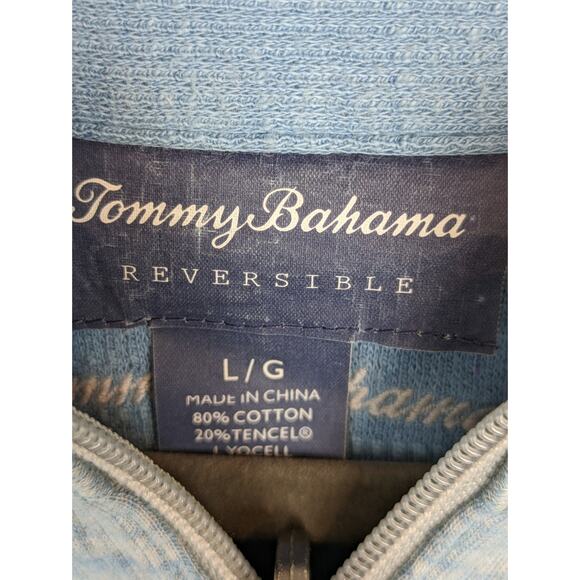 Tommy Bahama
REVERSIBLE
L/G
MADE IN CHINA
80% COTTON
20% TENCEL®
LYOCELL